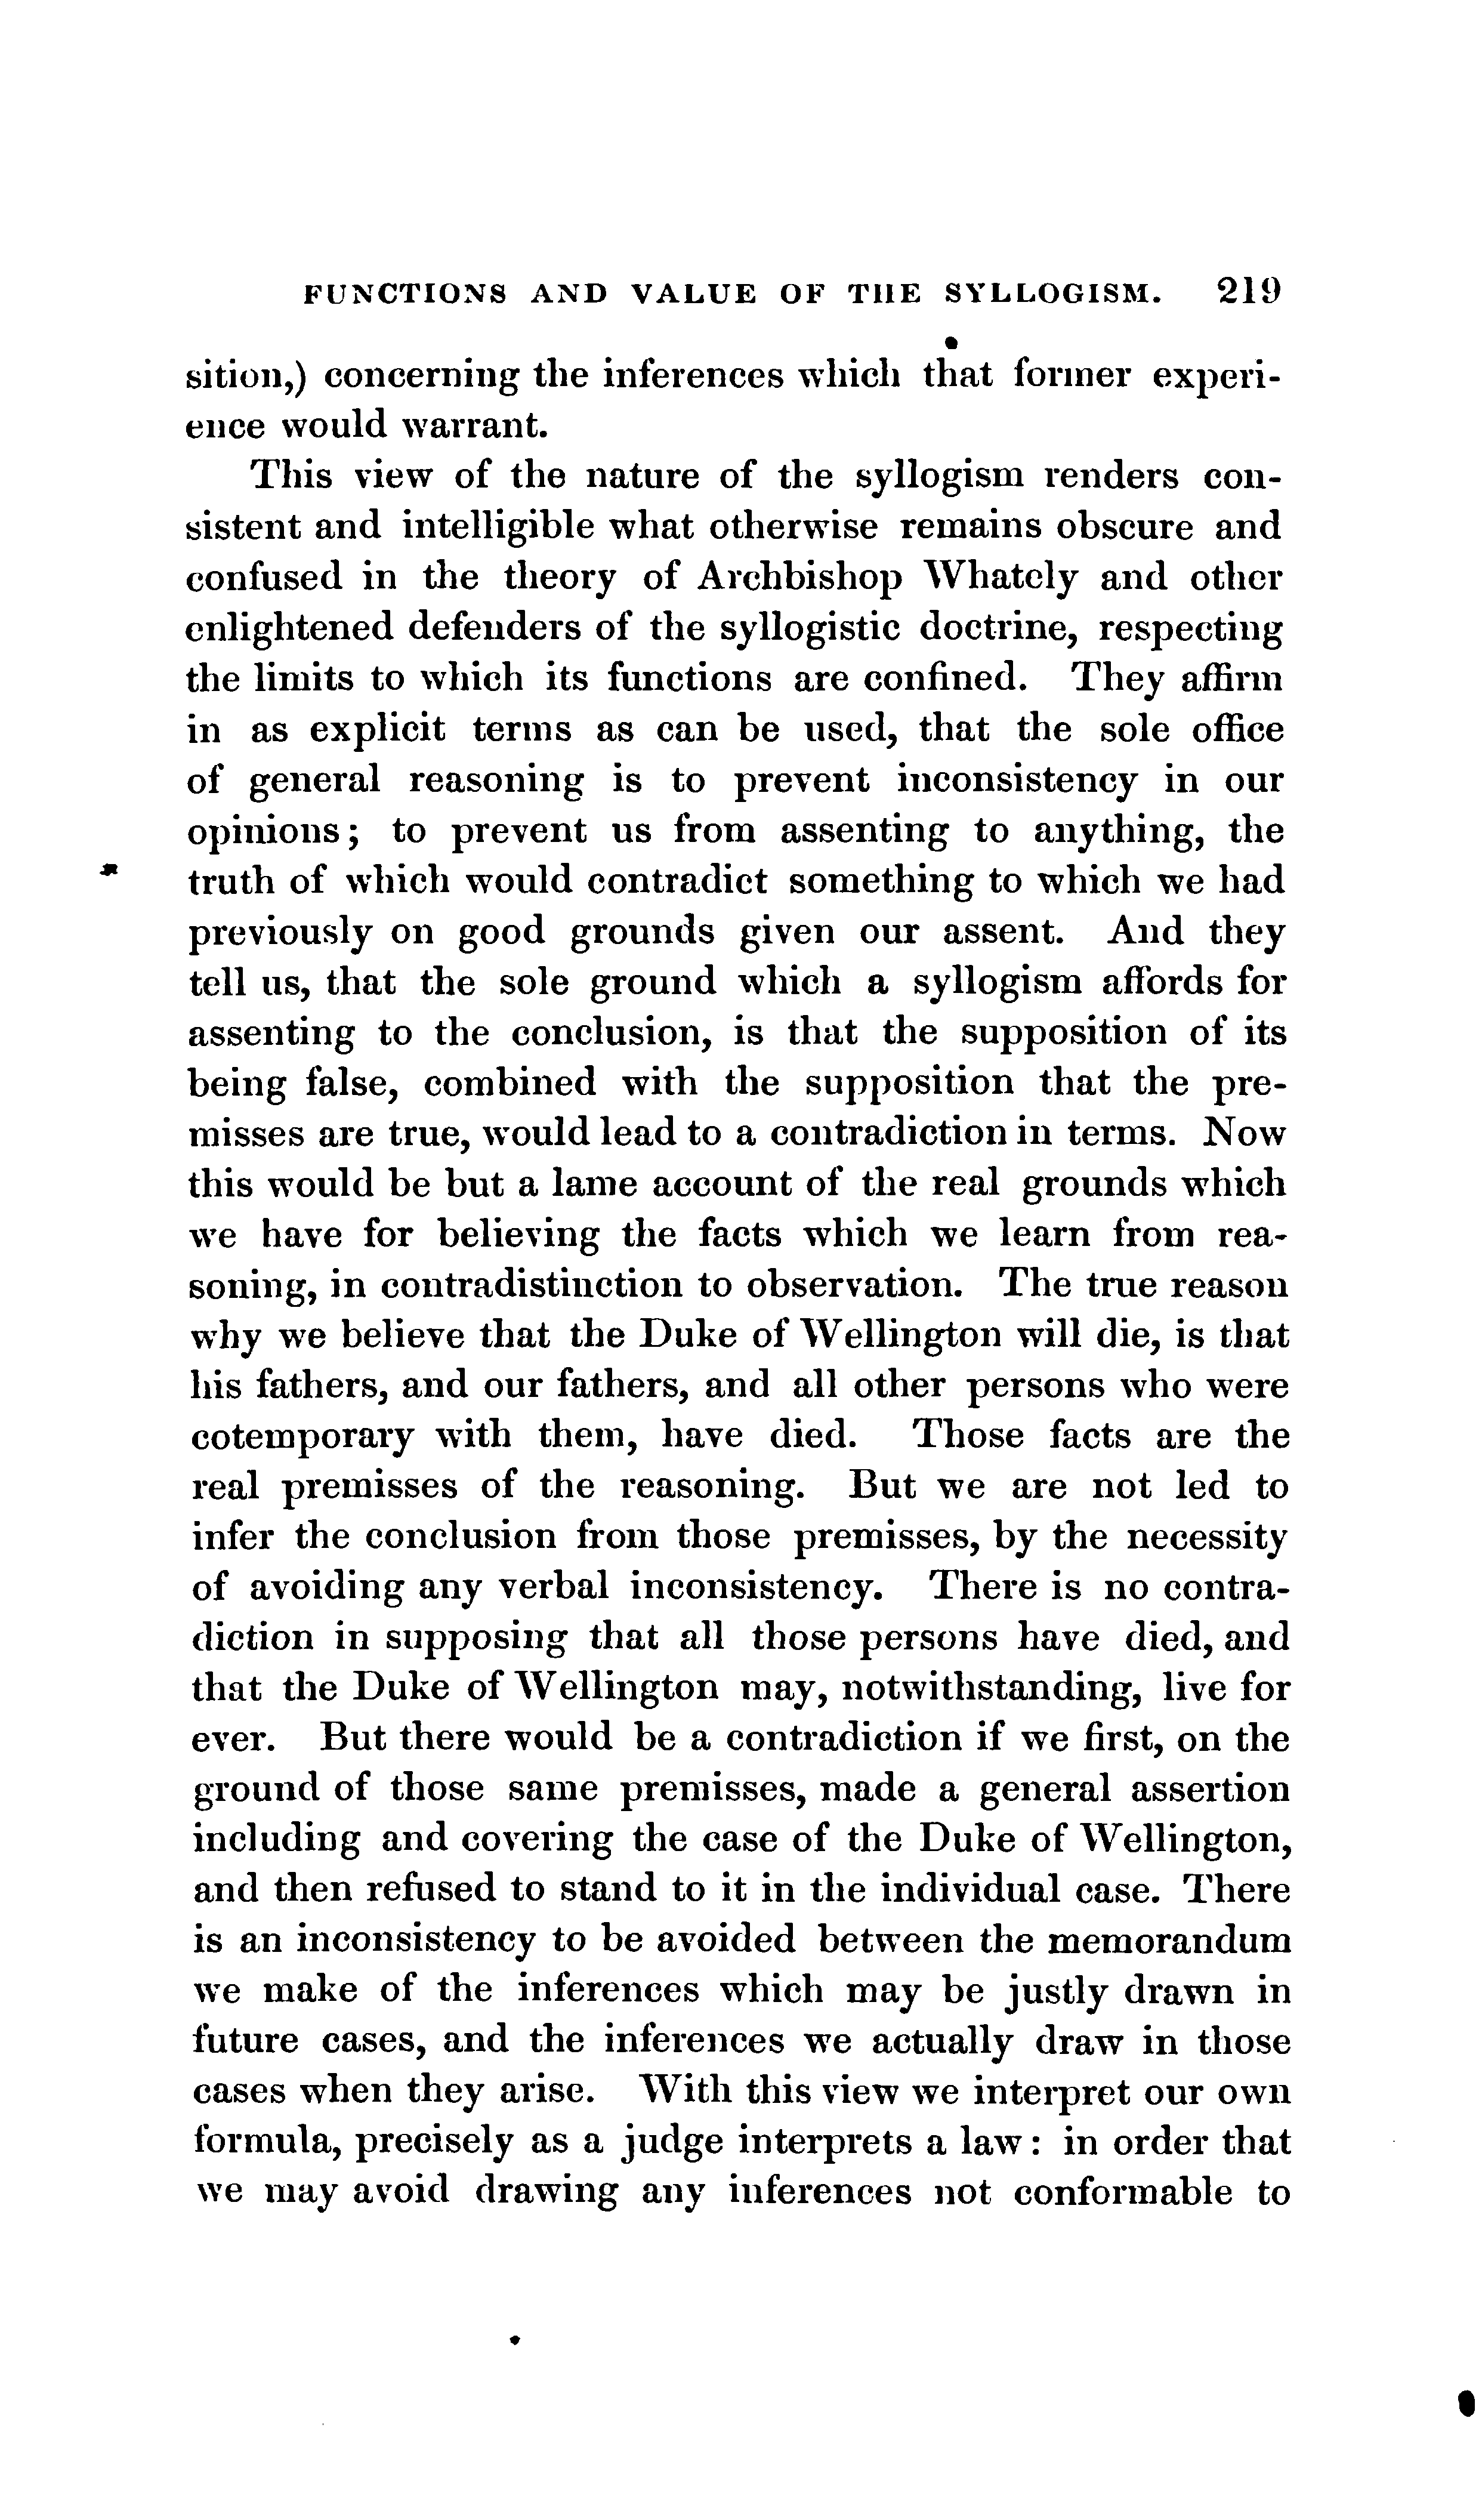 FUNCTIONS AND VALUE OF THE SYLLOGISM. 219
sition,) concerning the inferences which that former experi-
ence would warrant.
This view of the nature of the syllogism renders con-
sistent and intelligible what otherwise remains obscure and
confused in the theory of Archbishop Whately and other
enlightened defenders of the syllogistic doctrine, respecting
the limits to which its functions are confined. They affirm
in as explicit terms as can be used, that the sole office
of general reasoning is to prevent inconsistency in our
opinions; to prevent us from assenting to anything, the
truth of which would contradict something to which we had
previously on good grounds given our assent. And they
tell us, that the sole ground which a syllogism affords for
assenting to the conclusion, is that the supposition of its
being false, combined with the supposition that the pre-
misses are true, would lead to a contradiction in terms. Now
this would be but a lame account of the real grounds which
we have for believing the facts which we learn from rea-
soning, in contradistinction to observation. The true reason
why we believe that the Duke of Wellington will die, is that
his fathers, and our fathers, and all other persons who were
cotemporary with them, have died. Those facts are the
real premisses of the reasoning. But we are not led to
infer the conclusion from those premisses, by the necessity
of avoiding any verbal inconsistency. There is no contra-
diction in supposing that all those persons have died, and
that the Duke of Wellington may, notwithstanding, live for
ever. But there would be a contradiction if we first, on the
ground of those same premisses, made a general assertion
including and covering the case of the Duke of Wellington,
and then refused to stand to it in the individual case. There
is an inconsistency to be avoided between the memorandum
we make of the inferences which may be justly drawn in
future cases, and the inferences we actually draw in those
cases when they arise. With this view we interpret our own
formula, precisely as a judge interprets a law: in order that
we may avoid drawing any inferences not conformable to